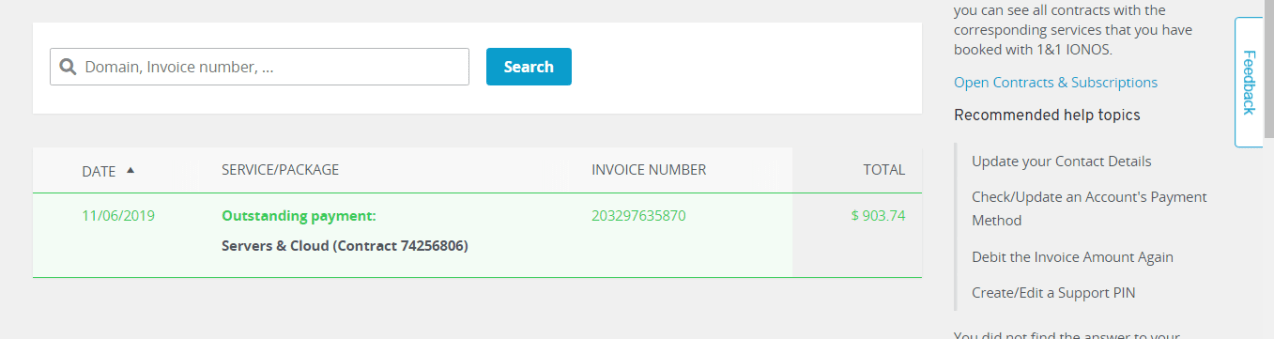 you can see all contracts with the
corresponding services that you have
booked with 1&1 IONOS.
Open Contracts & Subscriptions
Recommended help topics
Update your Contact Details
Check/Update an Account's Payment
Method
Debit the Invoice Amount Again
Create/Edit a Support PIN
You did not find the answer to your
Feedback
Domain, Invoice number, ...
Search
DATE ▲ SERVICE/PACKAGE INVOICE NUMBER TOTAL
11/06/2019 Outstanding payment: 203297635870 $ 903.74
Servers & Cloud (Contract 74256806)